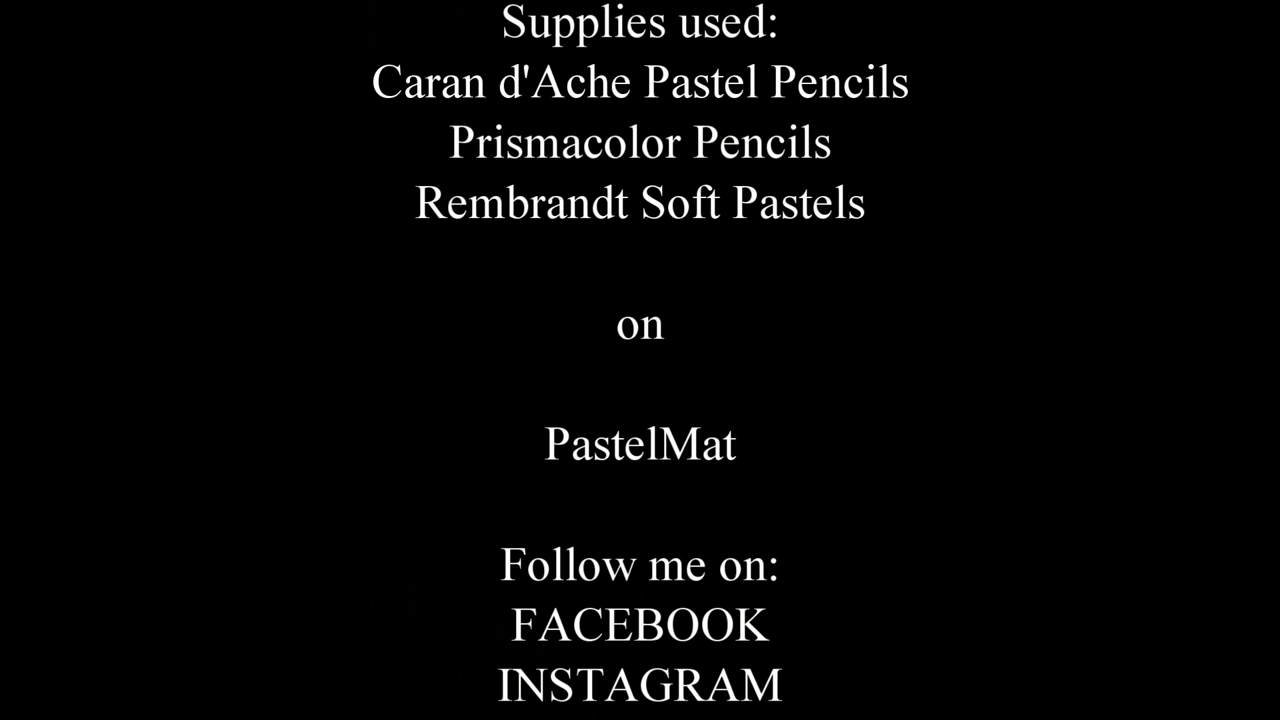 Supplies used:
Caran d'Ache Pastel Pencils
Prismacolor Pencils
Rembrandt Soft Pastels
on
PastelMat
Follow me on:
FACEBOOK
INSTAGRAM